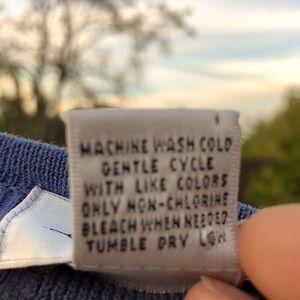 MACHINE WASH COLD
GENTLE CYCLE
WITH LIKE COLORS
ONLY NON-CHLORINE
BLEACH WHEN NEEDED
TUMBLE DRY LOW